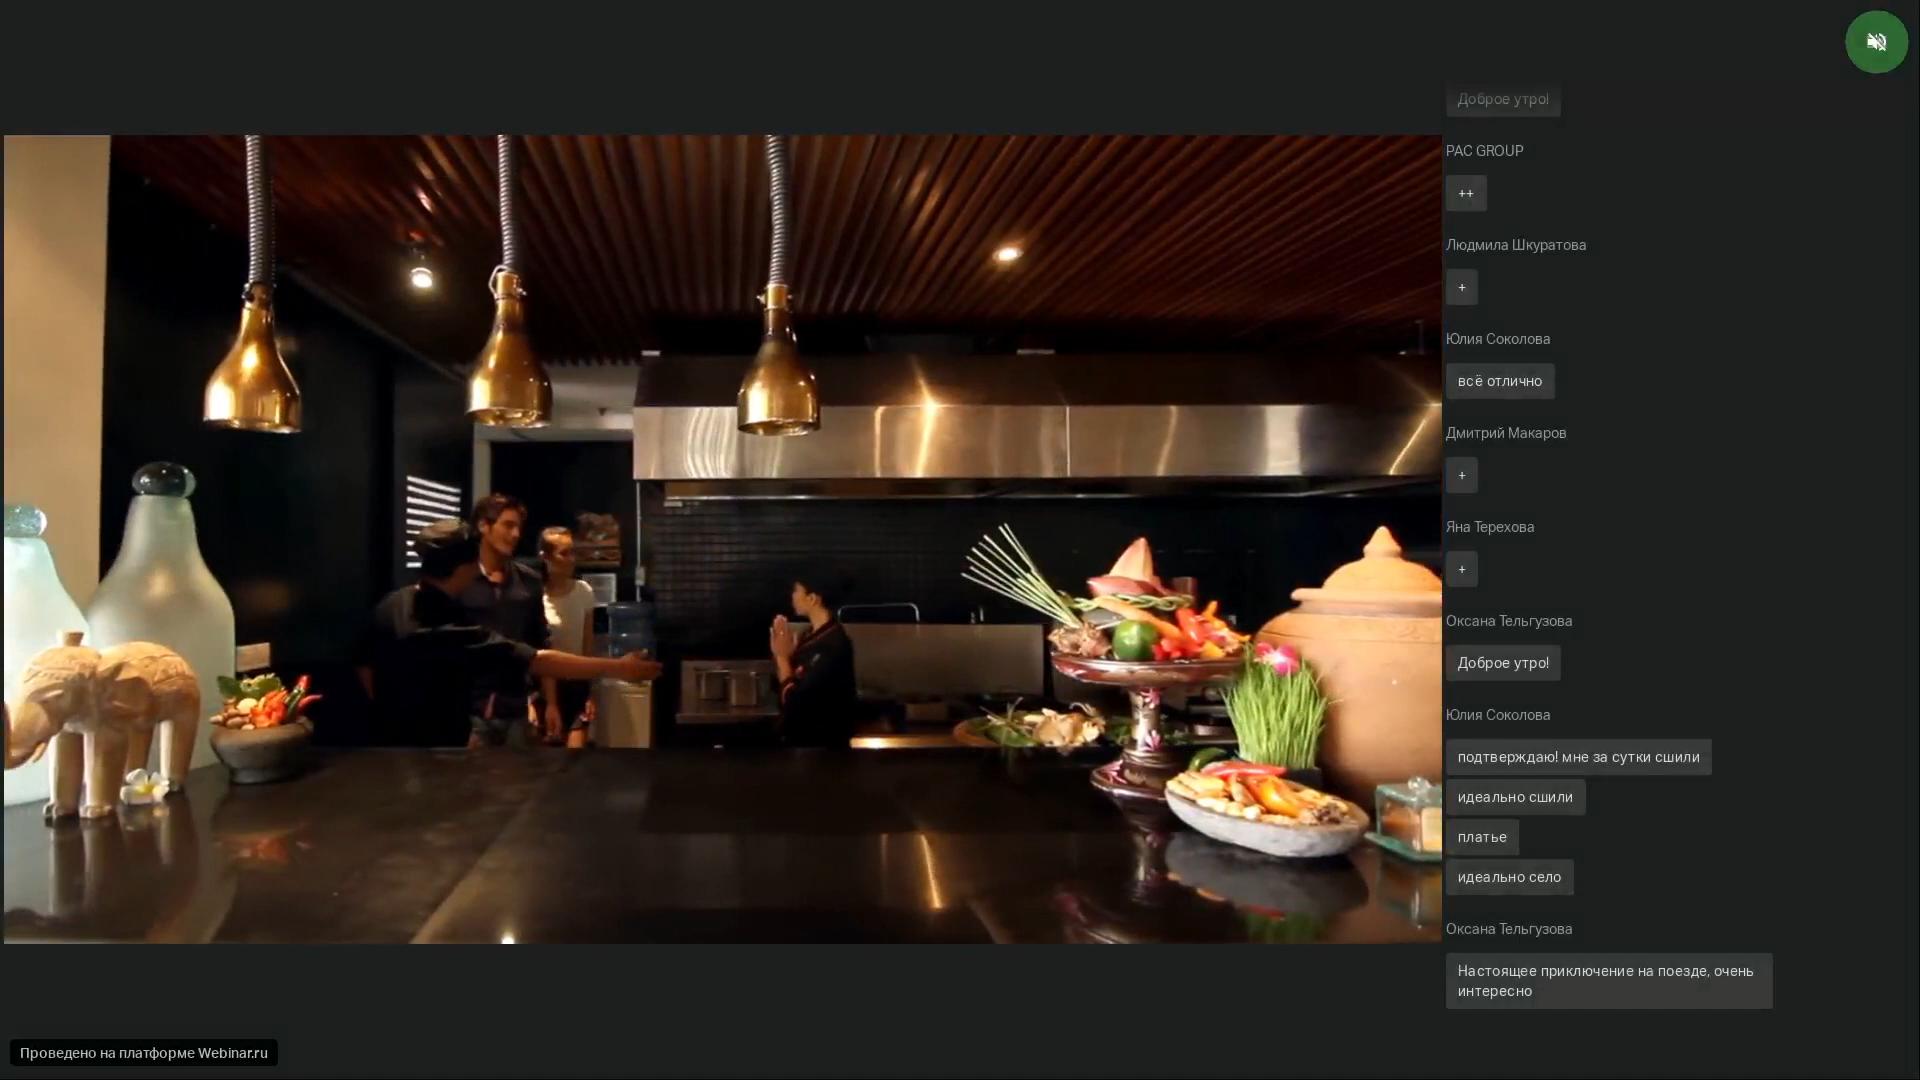 Доброе утро!
PAC GROUP
++
Людмила Шкуратова
+
Юлия Соколова
всё отлично
Дмитрий Макаров
+
Яна Терехова
+
Оксана Тельгузова
Доброе утро!
Юлия Соколова
подтверждаю! мне за сутки сшили
идеально сшили
платье
идеально село
Оксана Тельгузова
Настоящее приключение на поезде, очень
интересно
Проведено на платформе Webinar.ru